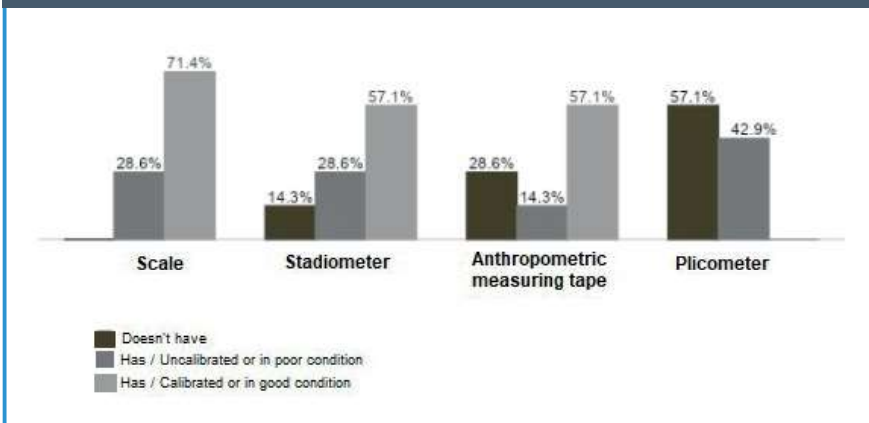 71.4%
57.1%
57.1%
57.1%
42.9%
28.6%
28.6%
28.6%
14.3%
14.3%
Scale
Stadiometer
Anthropometric
measuring tape
Plicometer
Doesn't have
Has / Uncalibrated or in poor condition
Has / Calibrated or in good condition